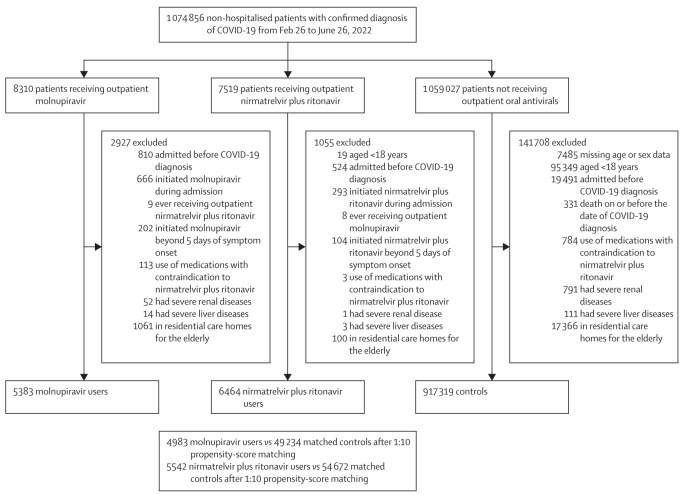 1 074 856 non-hospitalised patients with confirmed diagnosis
of COVID-19 from Feb 26 to June 26, 2022
8310 patients receiving outpatient
molnupiravir
7519 patients receiving outpatient
nirmatrelvir plus ritonavir
1 059 027 patients not receiving
outpatient oral antivirals
2927 excluded
810 admitted before COVID-19
diagnosis
666 initiated molnupiravir
during admission
9 ever receiving outpatient
nirmatrelvir plus ritonavir
202 initiated molnupiravir
beyond 5 days of symptom
onset
113 use of medications with
contraindication to
nirmatrelvir plus ritonavir
52 had severe renal diseases
14 had severe liver diseases
1061 in residential care homes for
the elderly
1055 excluded
19 aged <18 years
524 admitted before COVID-19
diagnosis
293 initiated nirmatrelvir plus
ritonavir during admission
8 ever receiving outpatient
molnupiravir
104 initiated nirmatrelvir plus
ritonavir beyond 5 days of
symptom onset
3 use of medications with
contraindication to
nirmatrelvir plus ritonavir
1 had severe renal disease
3 had severe liver diseases
100 in residential care homes for
the elderly
141 708 excluded
7485 missing age or sex data
95 349 aged <18 years
19 491 admitted before
COVID-19 diagnosis
331 death on or before the
date of COVID-19
diagnosis
784 use of medications with
contraindication to
nirmatrelvir plus
ritonavir
791 had severe renal
diseases
111 had severe liver diseases
17 366 in residential care
homes for the elderly
5383 molnupiravir users
6464 nirmatrelvir plus ritonavir
users
917 319 controls
4983 molnupiravir users vs 49 234 matched controls after 1:10
propensity-score matching
5542 nirmatrelvir plus ritonavir users vs 54 672 matched
controls after 1:10 propensity-score matching